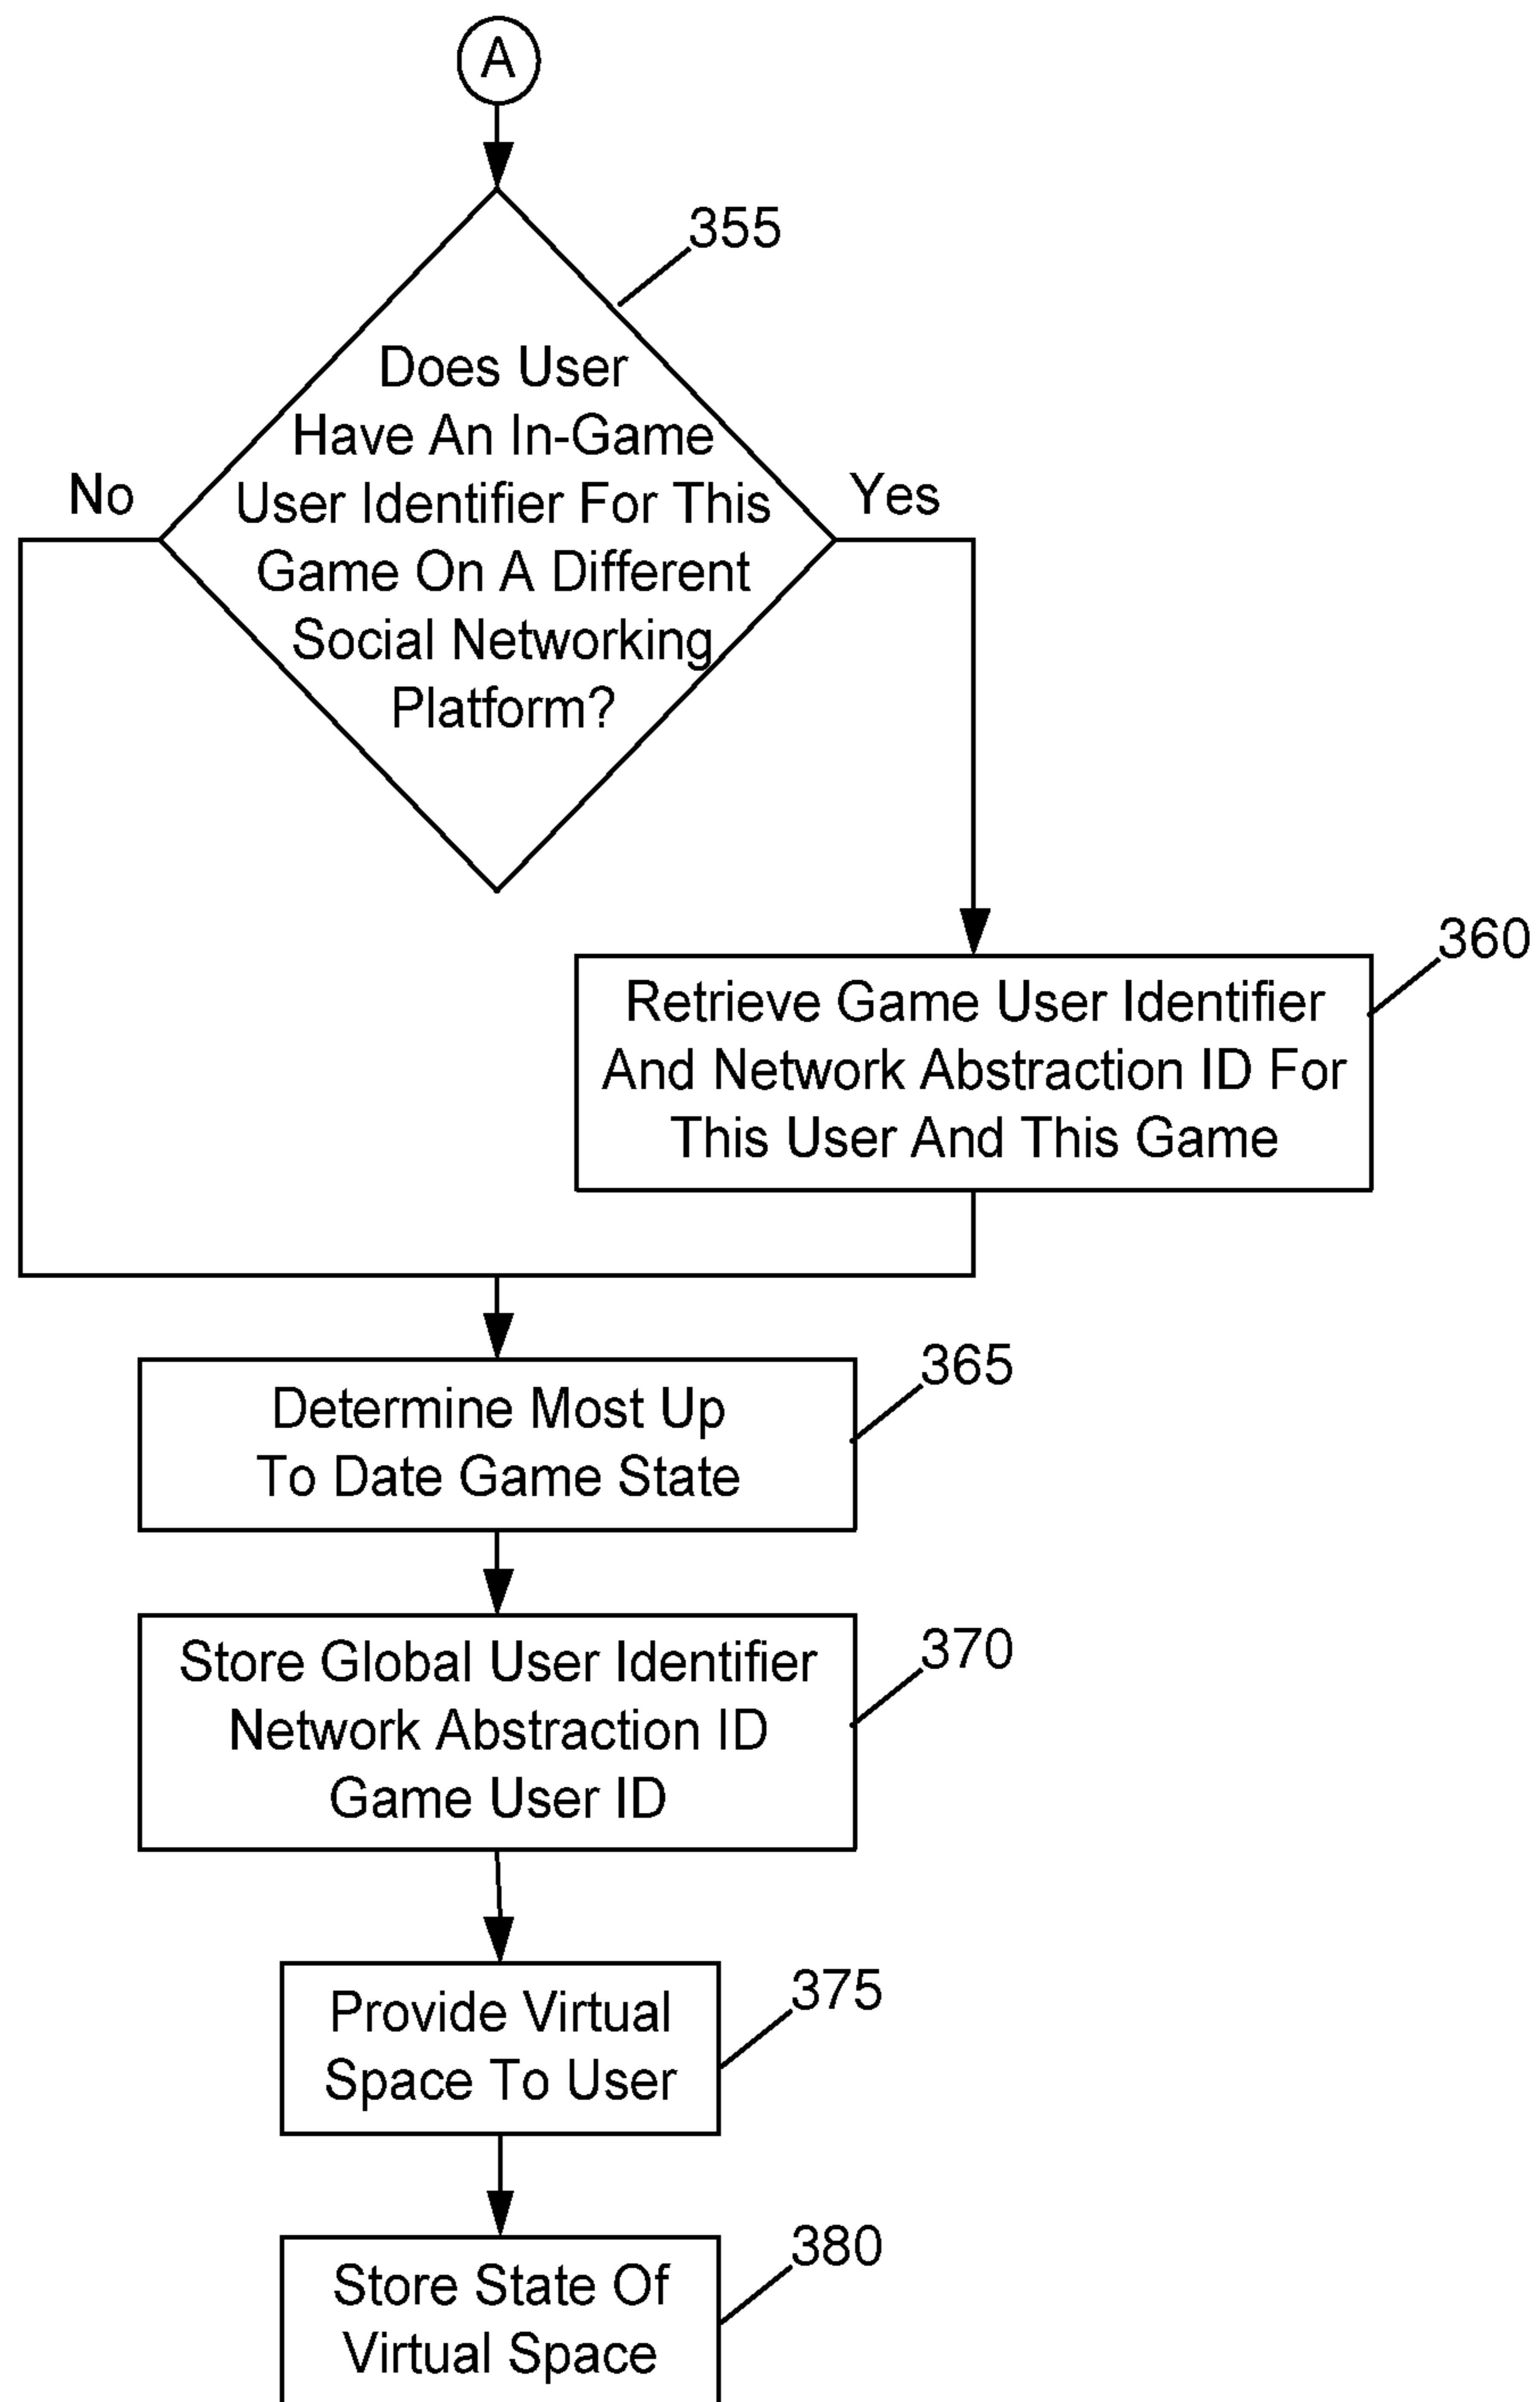 A
355
Does User
Have An In-Game
User Identifier For This
Game On A Different
Social Networking
Platform?
No
Yes
360
Retrieve Game User Identifier
And Network Abstraction ID For
This User And This Game
365
Determine Most Up
To Date Game State
370
Store Global User Identifier
Network Abstraction ID
Game User ID
375
Provide Virtual
Space To User
380
Store State Of
Virtual Space